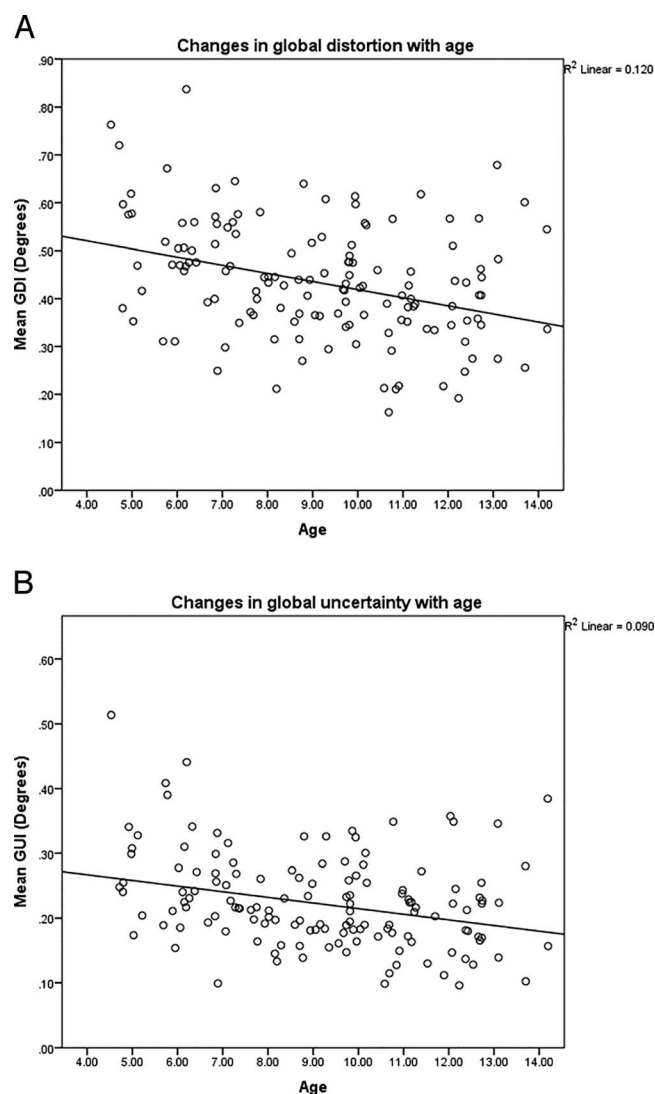 A
Changes in global distortion with age
R² Linear = 0.120
Mean GDI (Degrees)
.90
.80
.70
.60
.50
.40
.30
.20
.10
.00
4.00 5.00 6.00 7.00 8.00 9.00 10.00 11.00 12.00 13.00 14.00
Age
B
Changes in global uncertainty with age
R² Linear = 0.090
Mean GUI (Degrees)
.60
.50
.40
.30
.20
.10
.00
4.00 5.00 6.00 7.00 8.00 9.00 10.00 11.00 12.00 13.00 14.00
Age